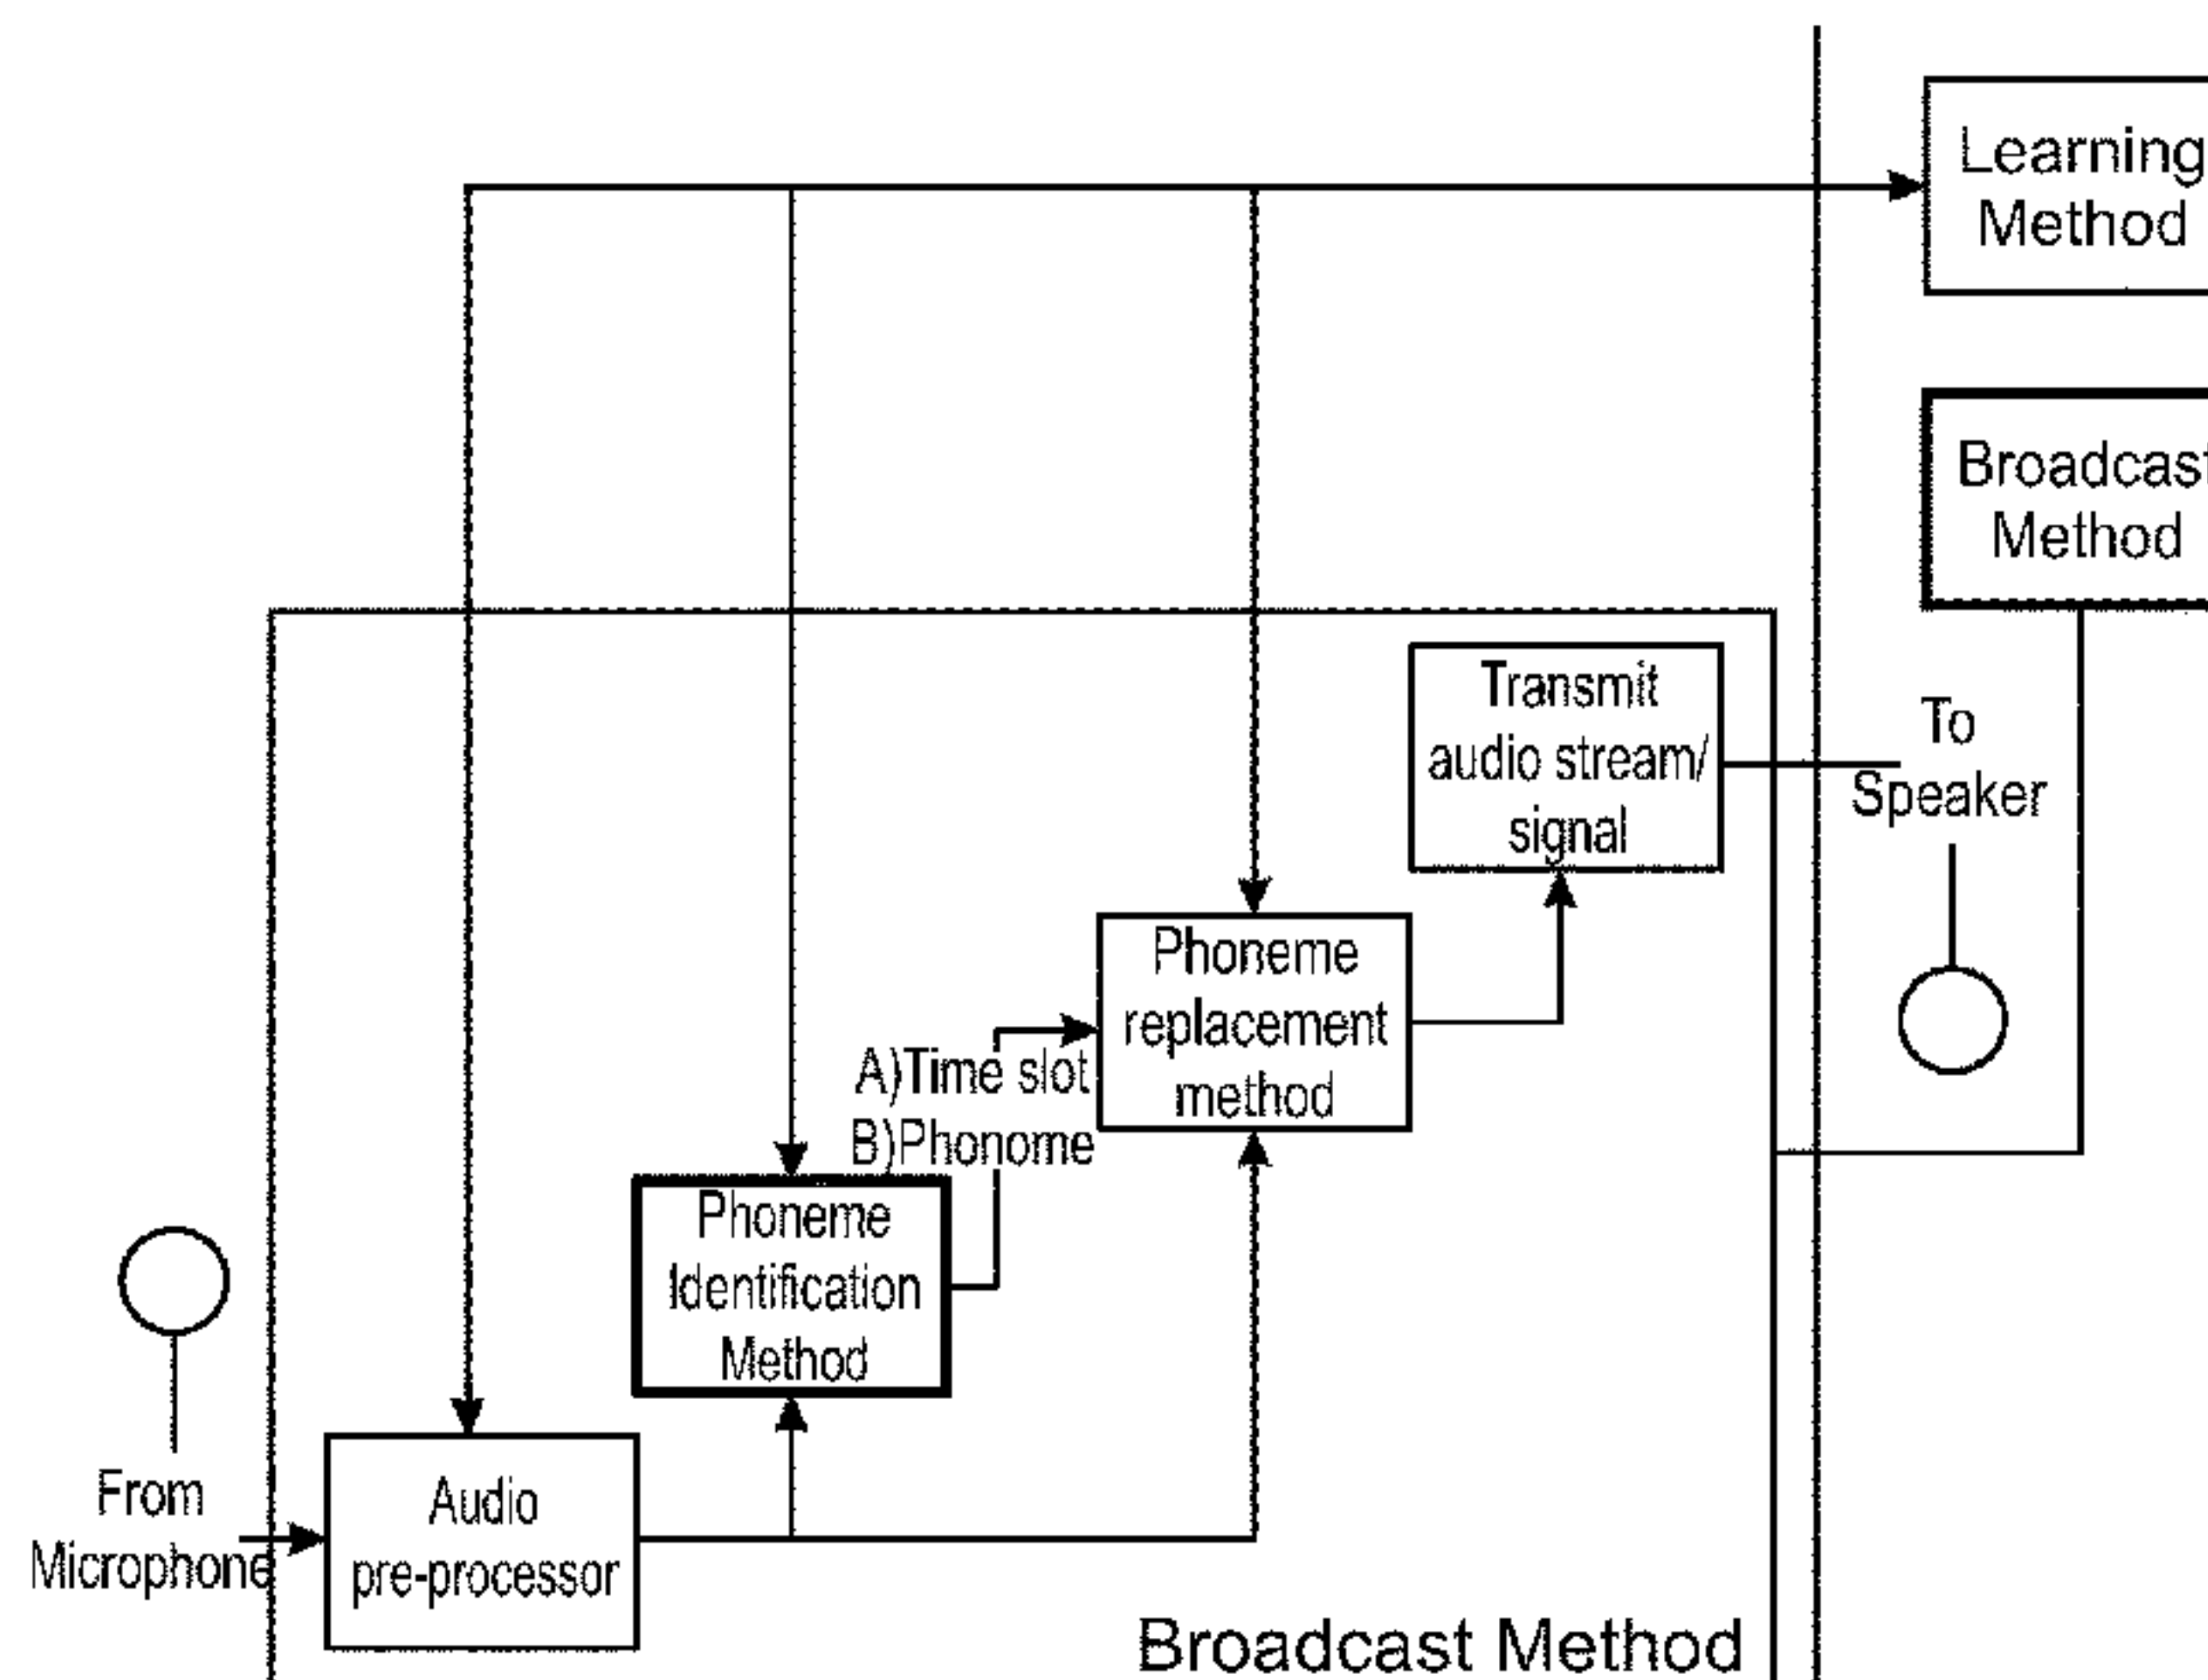 Learning
Method
Broadcast
Method
Transmit
audio stream/
signal
To
Speaker
Phoneme
replacement
method
A)Time slot
B)Phonome
Phoneme
Identification
Method
From
Microphone
Audio
pre-processor
Broadcast Method